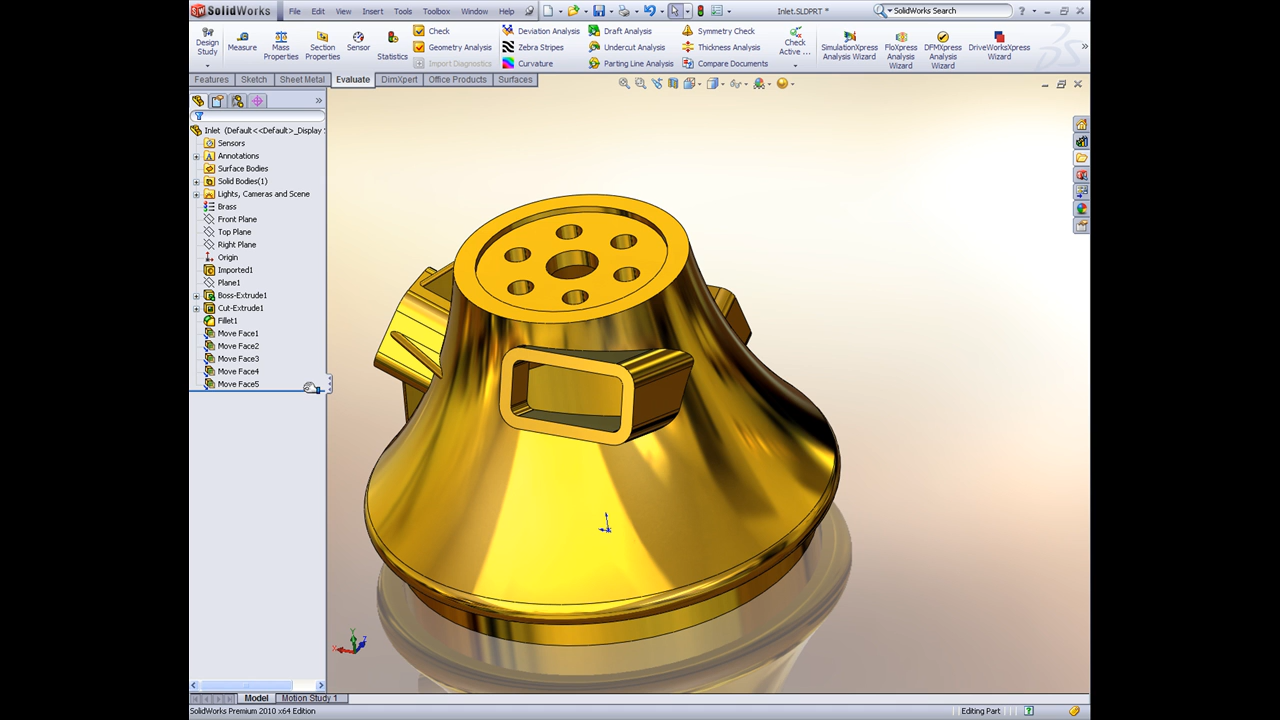 SolidWorks File Edit View Insert Tools Toolbox Window Help Inlet.SLDPRT * SolidWorks Search
Design Study
Measure
Mass Properties
Section Properties
Sensor
Statistics
Check
Geometry Analysis
Import Diagnostics
Deviation Analysis
Zebra Stripes
Curvature
Draft Analysis
Undercut Analysis
Parting Line Analysis
Symmetry Check
Thickness Analysis
Compare Documents
Check Active ...
SimulationXpress Analysis Wizard
FloXpress Analysis Wizard
DFMXpress Analysis Wizard
DriveWorksXpress Wizard
Features Sketch Sheet Metal Evaluate DimXpert Office Products Surfaces
Inlet (Default<<Default>_Display
Sensors
Annotations
Surface Bodies
Solid Bodies(1)
Lights, Cameras and Scene
Brass
Front Plane
Top Plane
Right Plane
Origin
Imported1
Plane1
Boss-Extrude1
Cut-Extrude1
Fillet1
Move Face1
Move Face2
Move Face3
Move Face4
Move Face5
Y
X
Z
Model Motion Study 1
SolidWorks Premium 2010 x64 Edition Editing Part